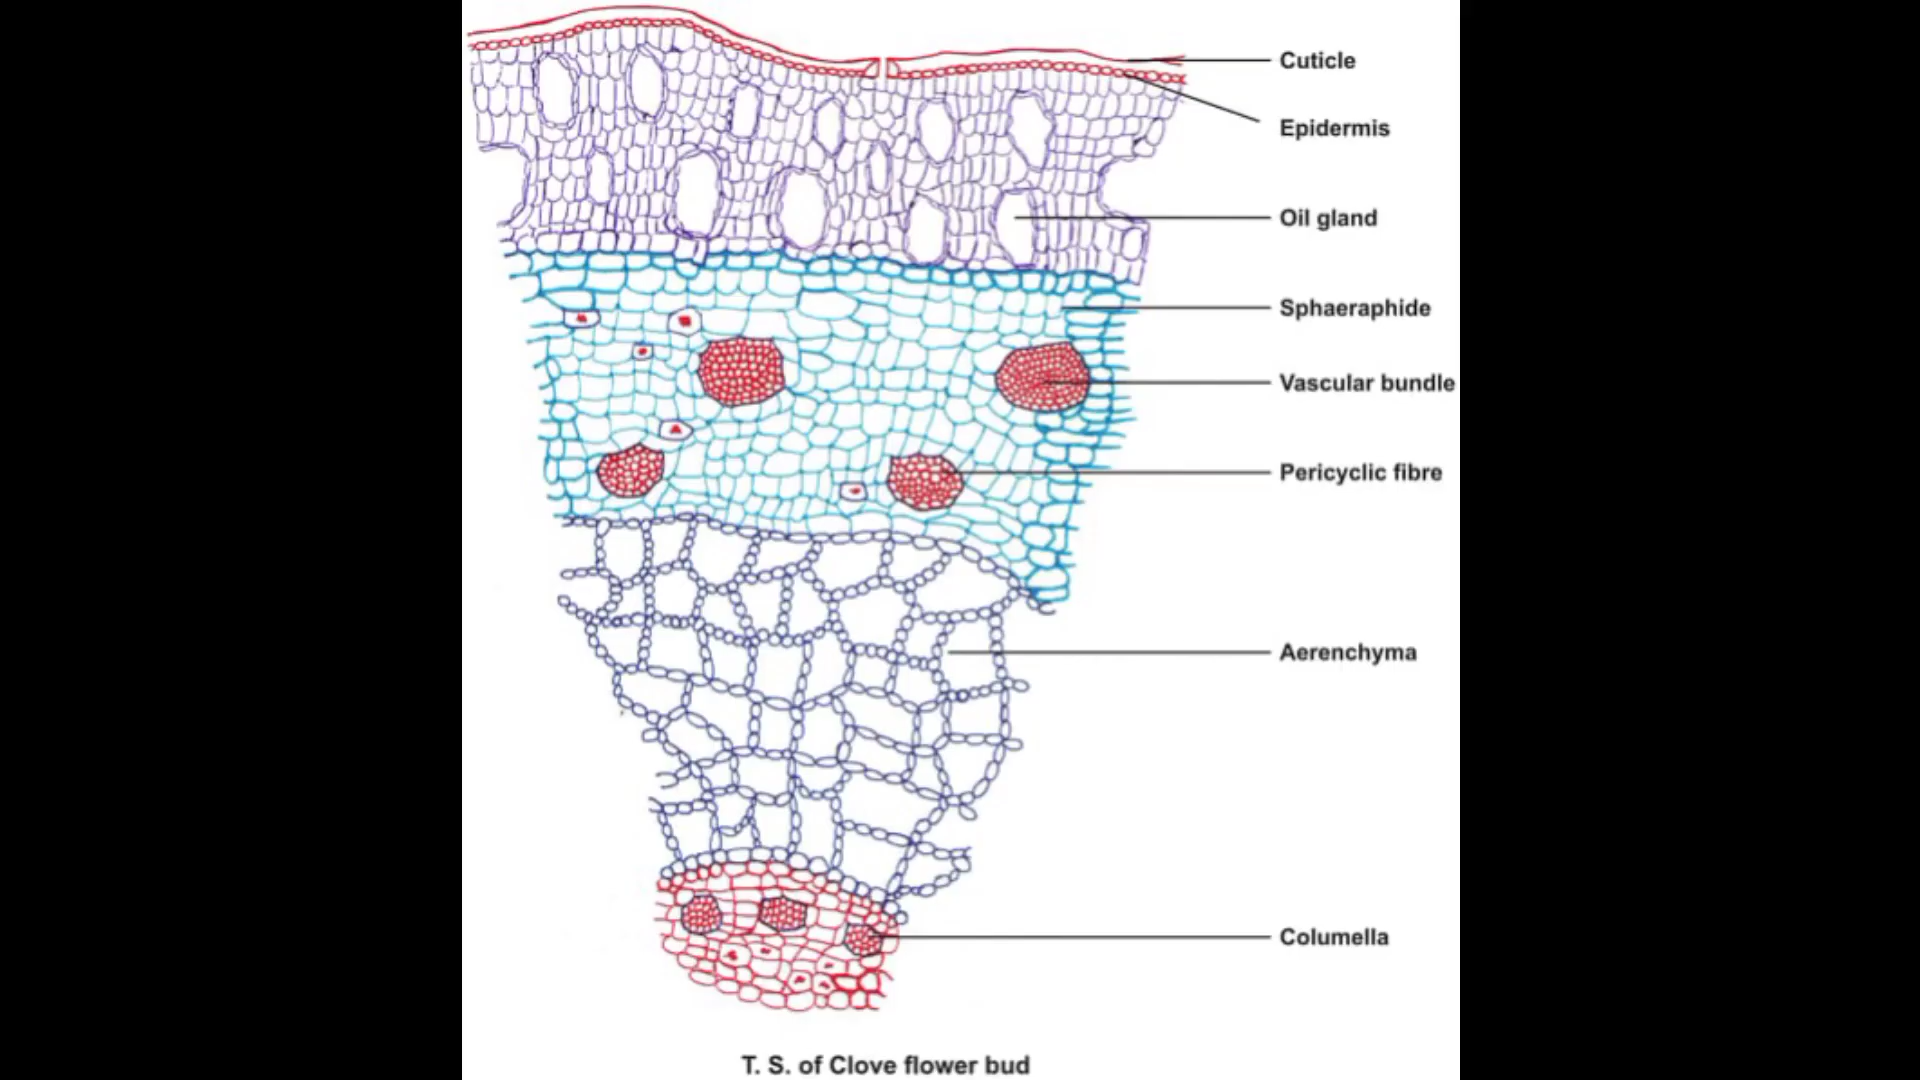 Cuticle
Epidermis
Oil gland
Sphaeraphide
Vascular bundle
Pericyclic fibre
Aerenchyma
Columella
T. S. of Clove flower bud